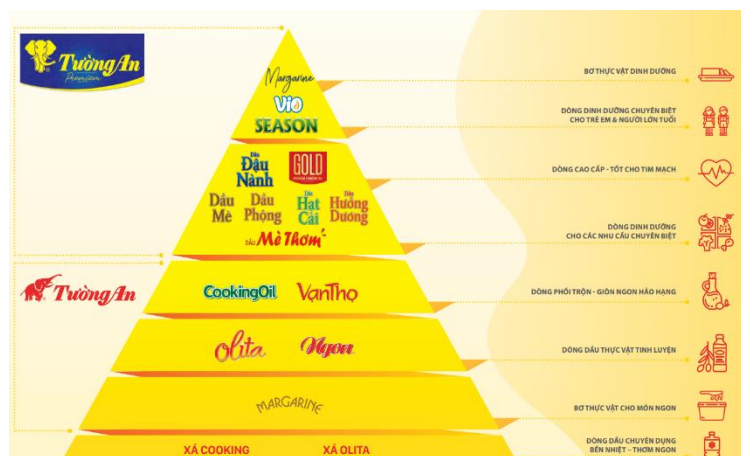 Tường An
Premium
Margarine
BƠ THỰC VẬT DINH DƯỠNG
Vio
SEASON
DÒNG DINH DƯỠNG CHUYÊN BIỆT
CHO TRẺ EM & NGƯỜI LỚN TUỔI
Dầu
Đậu
Nành
GOLD
DÒNG CAO CẤP - TỐT CHO TIM MẠCH
Dầu
Mè
Dầu
Phộng
Dầu
Hạt
Cải
Dầu
Hướng
Dương
Dầu Mè Thơm
DÒNG DINH DƯỠNG
CHO CÁC NHU CẦU CHUYÊN BIỆT
Tường An
CookingOil VạnThọ
DÒNG PHỐI TRỘN - GIÒN NGON HẢO HẠNG
Olita Ngon
DÒNG DẦU THỰC VẬT TINH LUYỆN
MARGARINE
BƠ THỰC VẬT CHO MÓN NGON
XÁ COOKING XÁ OLITA
DÒNG DẦU CHUYÊN DỤNG
BỀN NHIỆT - THƠM NGON